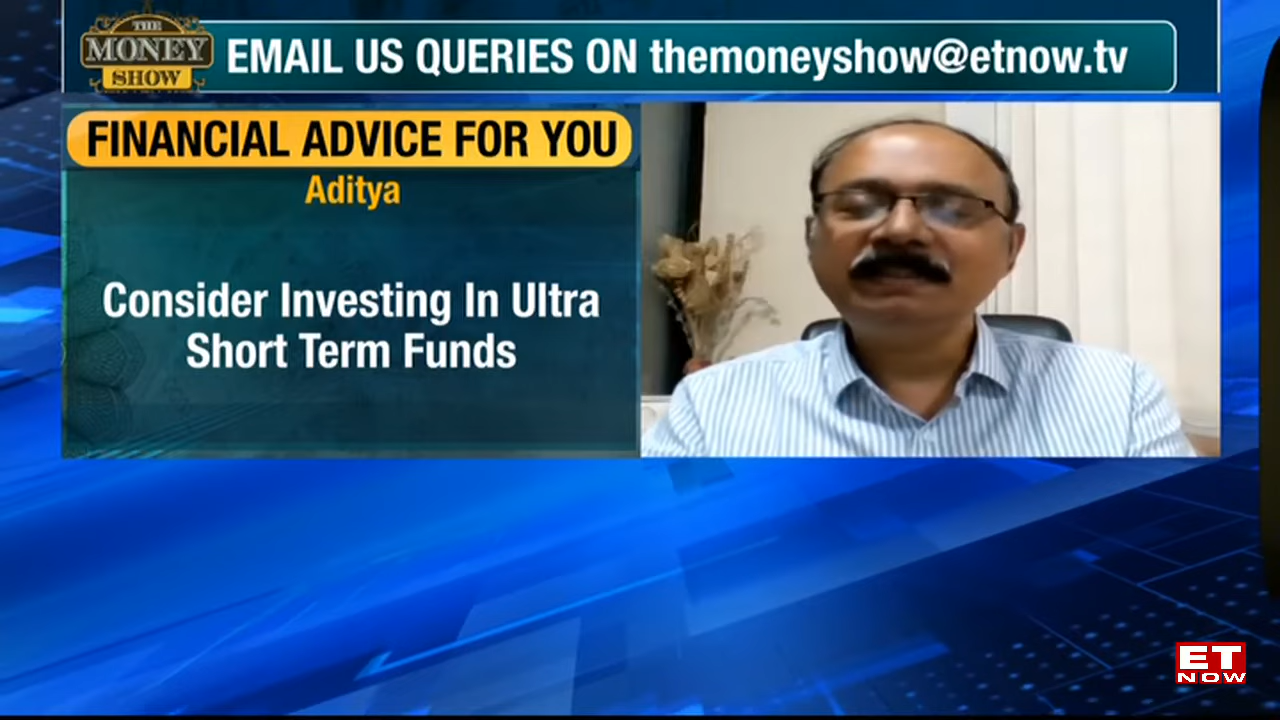 THE
MONEY
SHOW
EMAIL US QUERIES ON themoneyshow@etnow.tv
FINANCIAL ADVICE FOR YOU
Aditya
Consider Investing In Ultra
Short Term Funds
ET
NOW